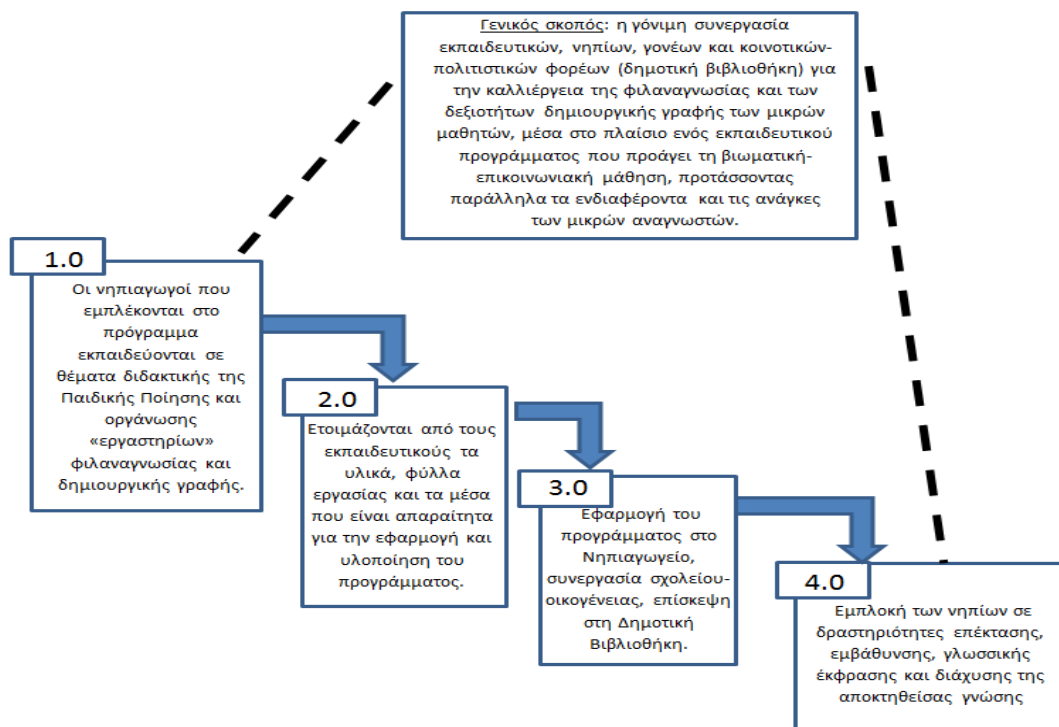 Γενικός σκοπός: η γόνιμη συνεργασία
εκπαιδευτικών, νηπίων, γονέων και κοινοτικών-
πολιτιστικών φορέων (δημοτική βιβλιοθήκη) για
την καλλιέργεια της φιλαναγνωσίας και των
δεξιοτήτων δημιουργικής γραφής των μικρών
μαθητών, μέσα στο πλαίσιο ενός εκπαιδευτικού
προγράμματος που προάγει τη βιωματική-
επικοινωνιακή μάθηση, προτάσσοντας
παράλληλα τα ενδιαφέροντα και τις ανάγκες
των μικρών αναγνωστών.
1.0
Οι νηπιαγωγοί που
εμπλέκονται στο
πρόγραμμα
εκπαιδεύονται σε
θέματα διδακτικής της
Παιδικής Ποίησης και
οργάνωσης
«εργαστηρίων»
φιλαναγνωσίας και
δημιουργικής γραφής.
2.0
Ετοιμάζονται από τους
εκπαιδευτικούς τα
υλικά, φύλλα
εργασίας και τα μέσα
που είναι απαραίτητα
για την εφαρμογή και
υλοποίηση του
προγράμματος.
3.0
Εφαρμογή του
προγράμματος στο
Νηπιαγωγείο,
συνεργασία σχολείου-
οικογένειας, επίσκεψη
στη Δημοτική
Βιβλιοθήκη.
4.0
Εμπλοκή των νηπίων σε
δραστηριότητες επέκτασης,
εμβάθυνσης, γλωσσικής
έκφρασης και διάχυσης της
αποκτηθείσας γνώσης